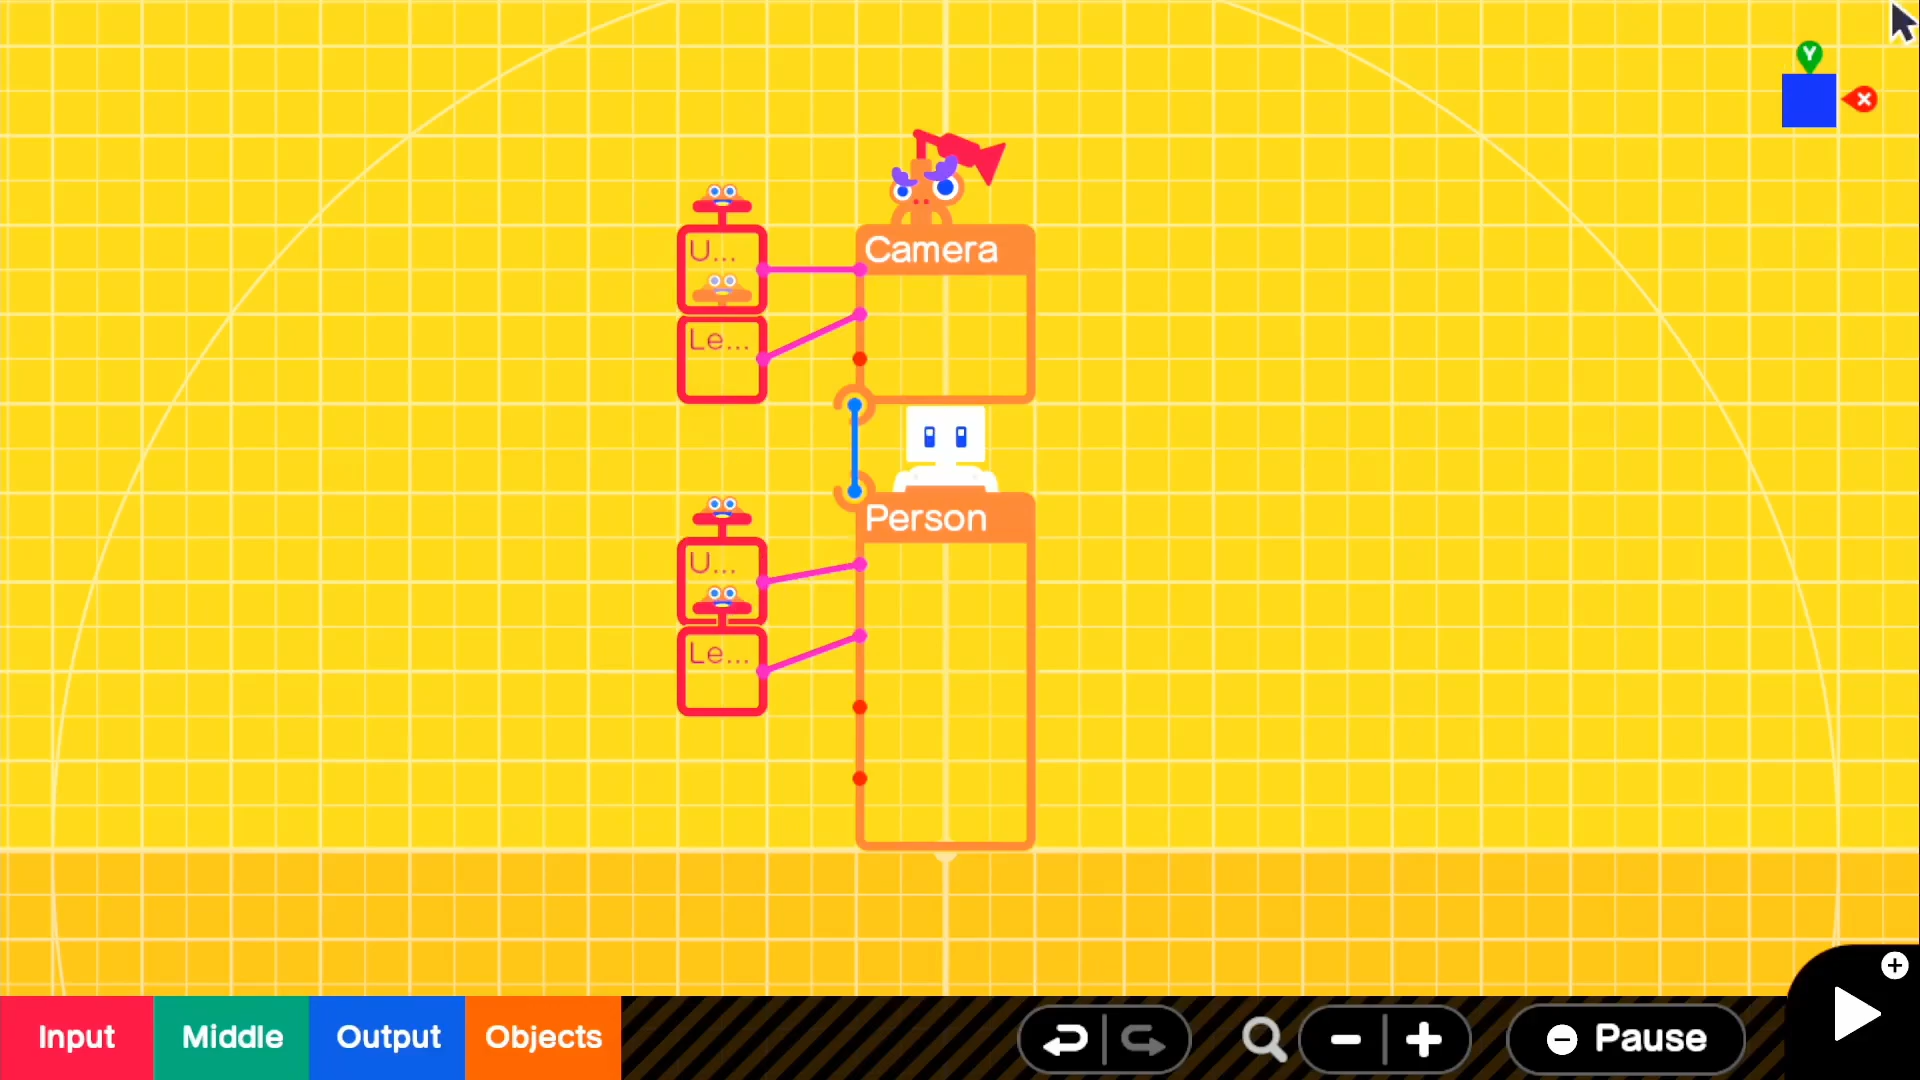 Y
X
Camera
U...
Le...
Person
U...
Le...
Input
Middle
Output
Objects
Pause